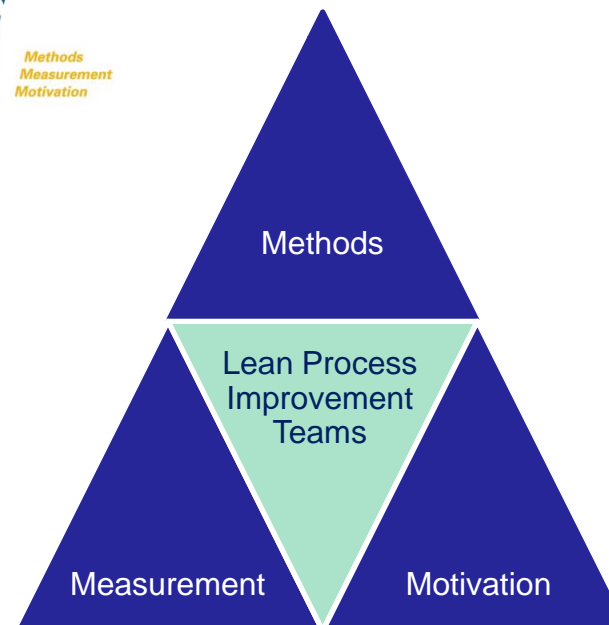 Methods
Measurement
Motivation
Methods
Lean Process
Improvement
Teams
Measurement
Motivation